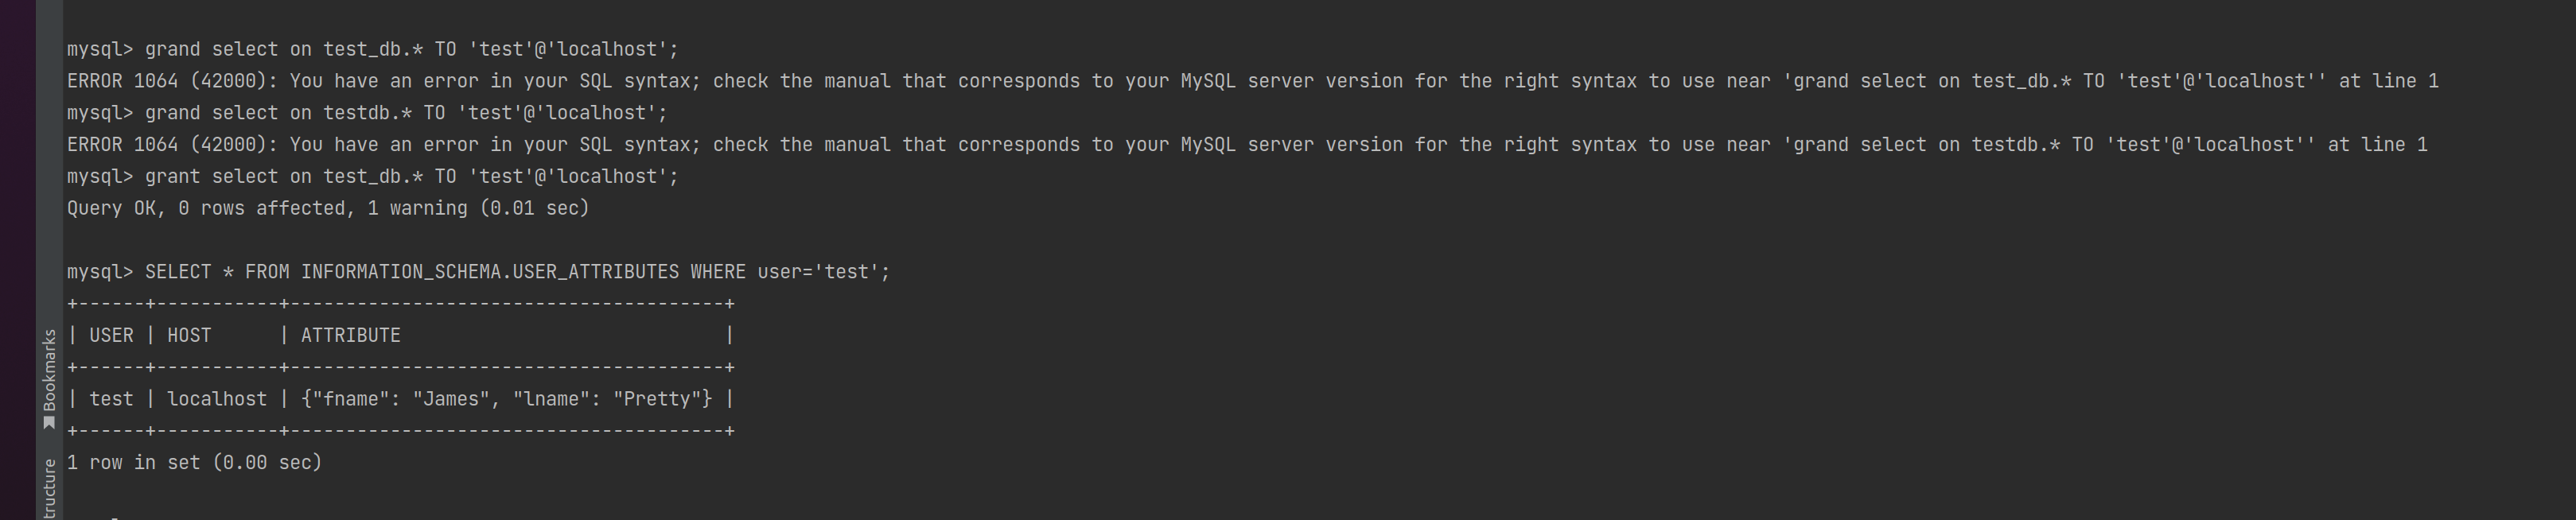 mysql> grand select on test_db.* TO 'test'@'localhost';
ERROR 1064 (42000): You have an error in your SQL syntax; check the manual that corresponds to your MySQL server version for the right syntax to use near 'grand select on test_db.* TO 'test'@'localhost'' at line 1
mysql> grand select on testdb.* TO 'test'@'localhost';
ERROR 1064 (42000): You have an error in your SQL syntax; check the manual that corresponds to your MySQL server version for the right syntax to use near 'grand select on testdb.* TO 'test'@'localhost'' at line 1
mysql> grant select on test_db.* TO 'test'@'localhost';
Query OK, 0 rows affected, 1 warning (0.01 sec)
mysql> SELECT * FROM INFORMATION_SCHEMA.USER_ATTRIBUTES WHERE user='test';
+------+-----------+---------------------------------------+
| USER | HOST      | ATTRIBUTE                             |
+------+-----------+---------------------------------------+
| test | localhost | {"fname": "James", "lname": "Pretty"} |
+------+-----------+---------------------------------------+
1 row in set (0.00 sec)
Bookmarks
tructure